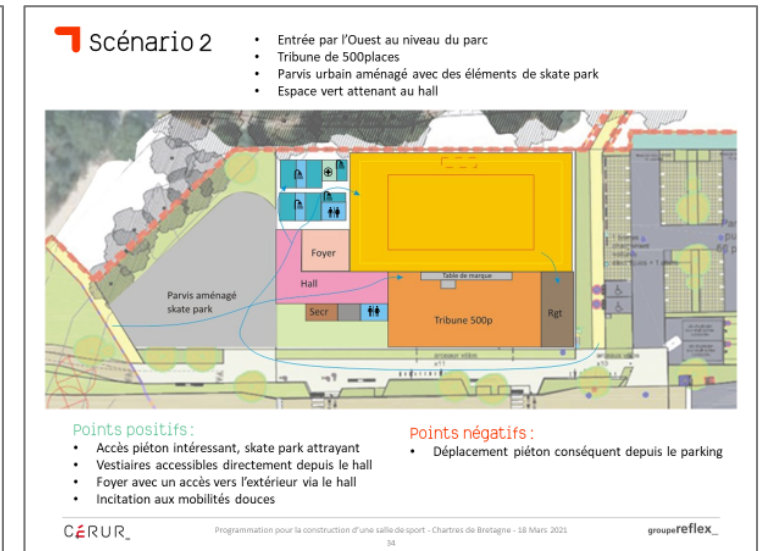 Scénario 2
• Entrée par l'Ouest au niveau du parc
• Tribune de 500places
• Parvis urbain aménagé avec des éléments de skate park
• Espace vert attenant au hall
Foyer
Hall
Parvis aménagé
skate park
Table de marque
Secr
Tribune 500p
Rgt
Points positifs :
• Accès piéton intéressant, skate park attrayant
• Vestiaires accessibles directement depuis le hall
• Foyer avec un accès vers l'extérieur via le hall
• Incitation aux mobilités douces
Points négatifs :
• Déplacement piéton conséquent depuis le parking
CÉRUR_
Programmation pour la construction d'une salle de sport - Chartres de Bretagne - 18 Mars 2021
groupereflex_
34